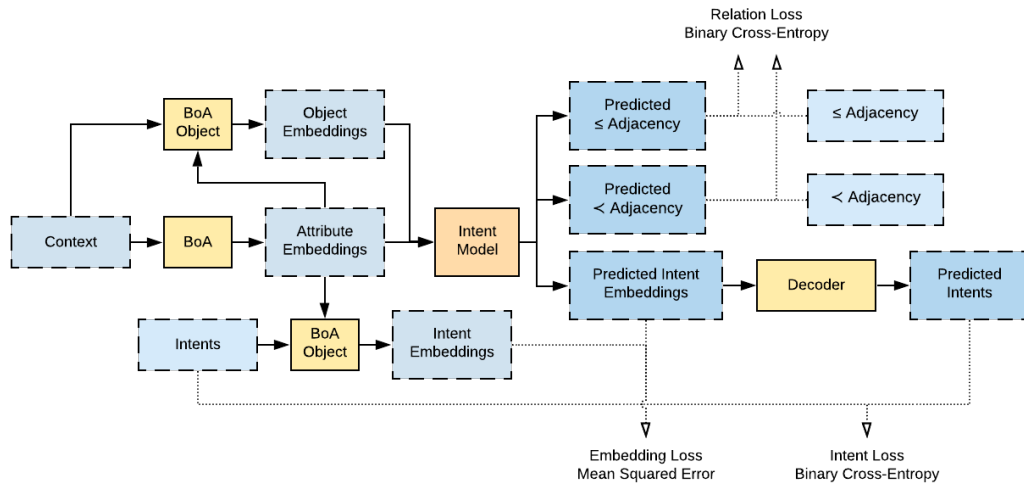 Relation Loss
Binary Cross-Entropy
BoA
Object
Object
Embeddings
Predicted
≤ Adjacency
≤ Adjacency
Predicted
≺ Adjacency
≺ Adjacency
Context
BoA
Attribute
Embeddings
Intent
Model
Predicted Intent
Embeddings
Decoder
Predicted
Intents
Intents
BoA
Object
Intent
Embeddings
Embedding Loss
Mean Squared Error
Intent Loss
Binary Cross-Entropy